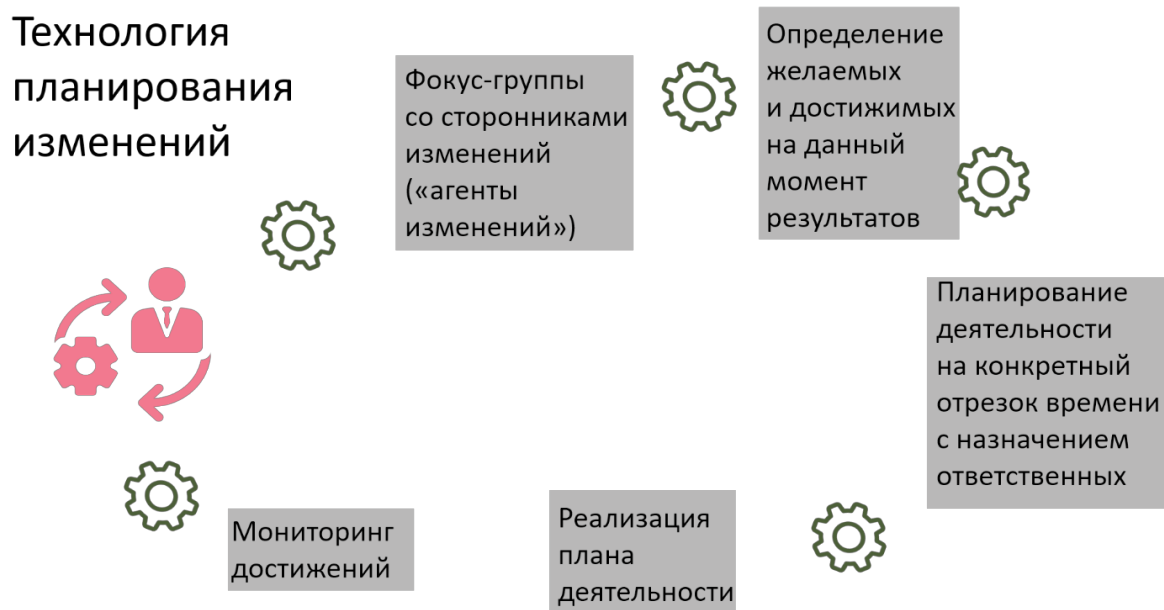 Технология
планирования
изменений
Фокус-группы
со сторонниками
изменений
(«агенты
изменений»)
Определение
желаемых
и достижимых
на данный
момент
результатов
Планирование
деятельности
на конкретный
отрезок времени
с назначением
ответственных
Реализация
плана
деятельности
Мониторинг
достижений